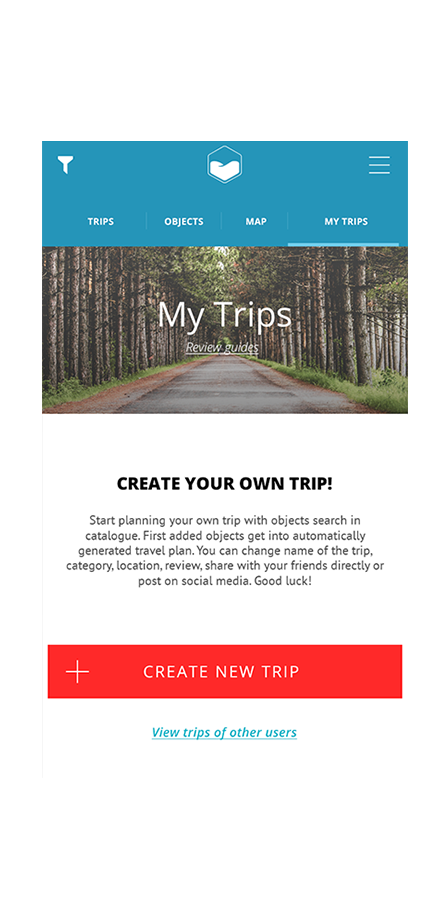 TRIPS OBJECTS MAP MY TRIPS
My Trips
Review guides
CREATE YOUR OWN TRIP!
Start planning your own trip with objects search in
catalogue. First added objects get into automatically
generated travel plan. You can change name of the trip,
category, location, review, share with your friends directly or
post on social media. Good luck!
CREATE NEW TRIP
View trips of other users